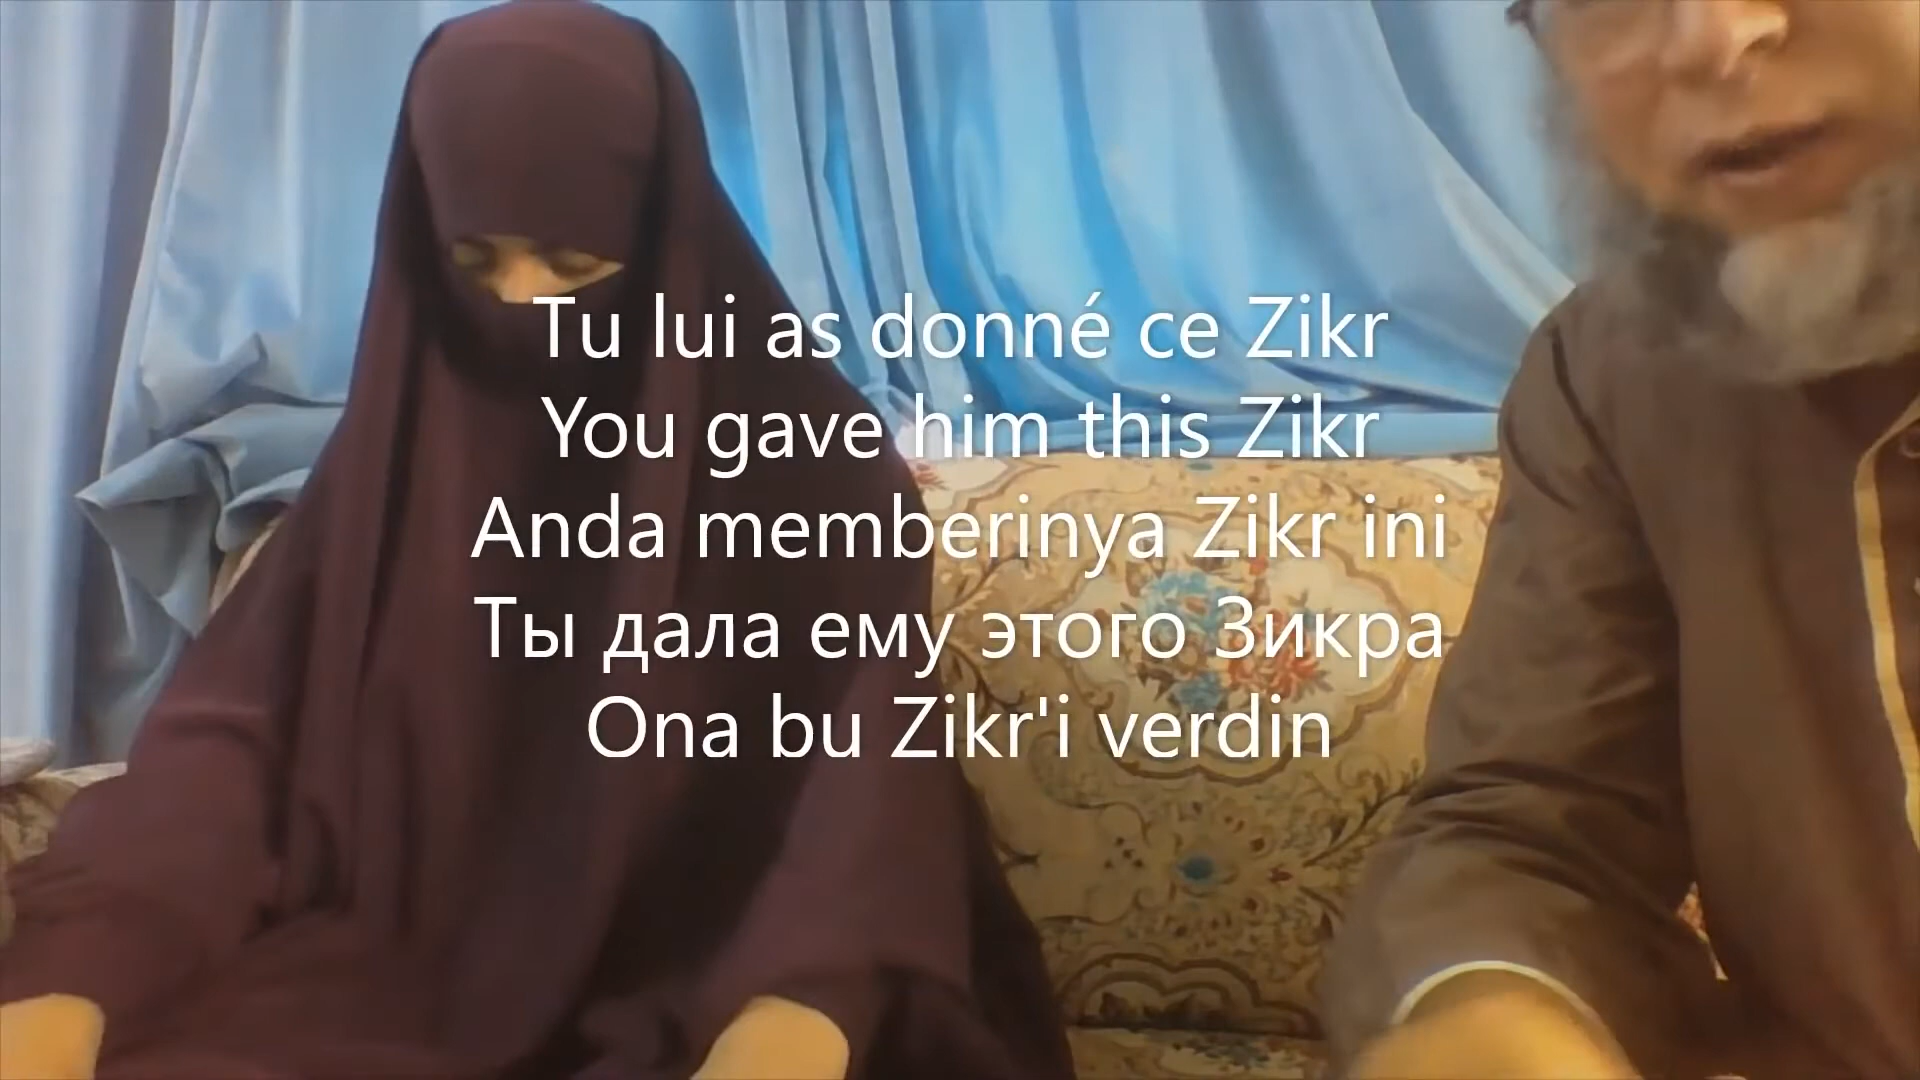 Tu lui as donné ce Zikr
You gave him this Zikr
Anda memberinya Zikr ini
Ты дала ему этого Зикра
Ona bu Zikr'i verdin